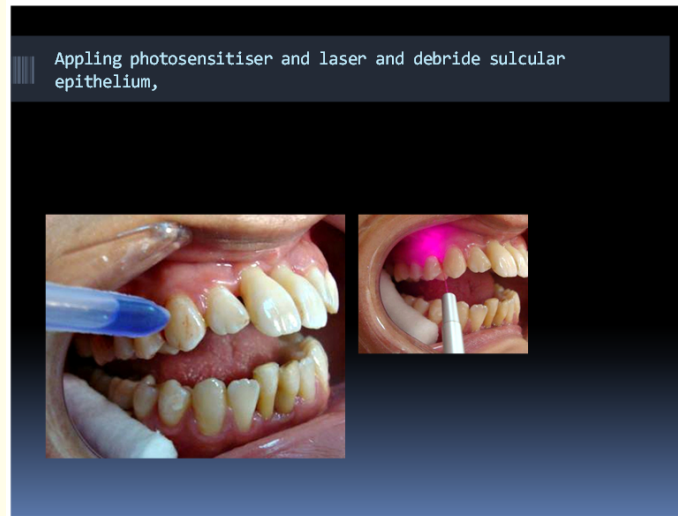 Appling photosensitiser and laser and debride sulcular
epithelium,